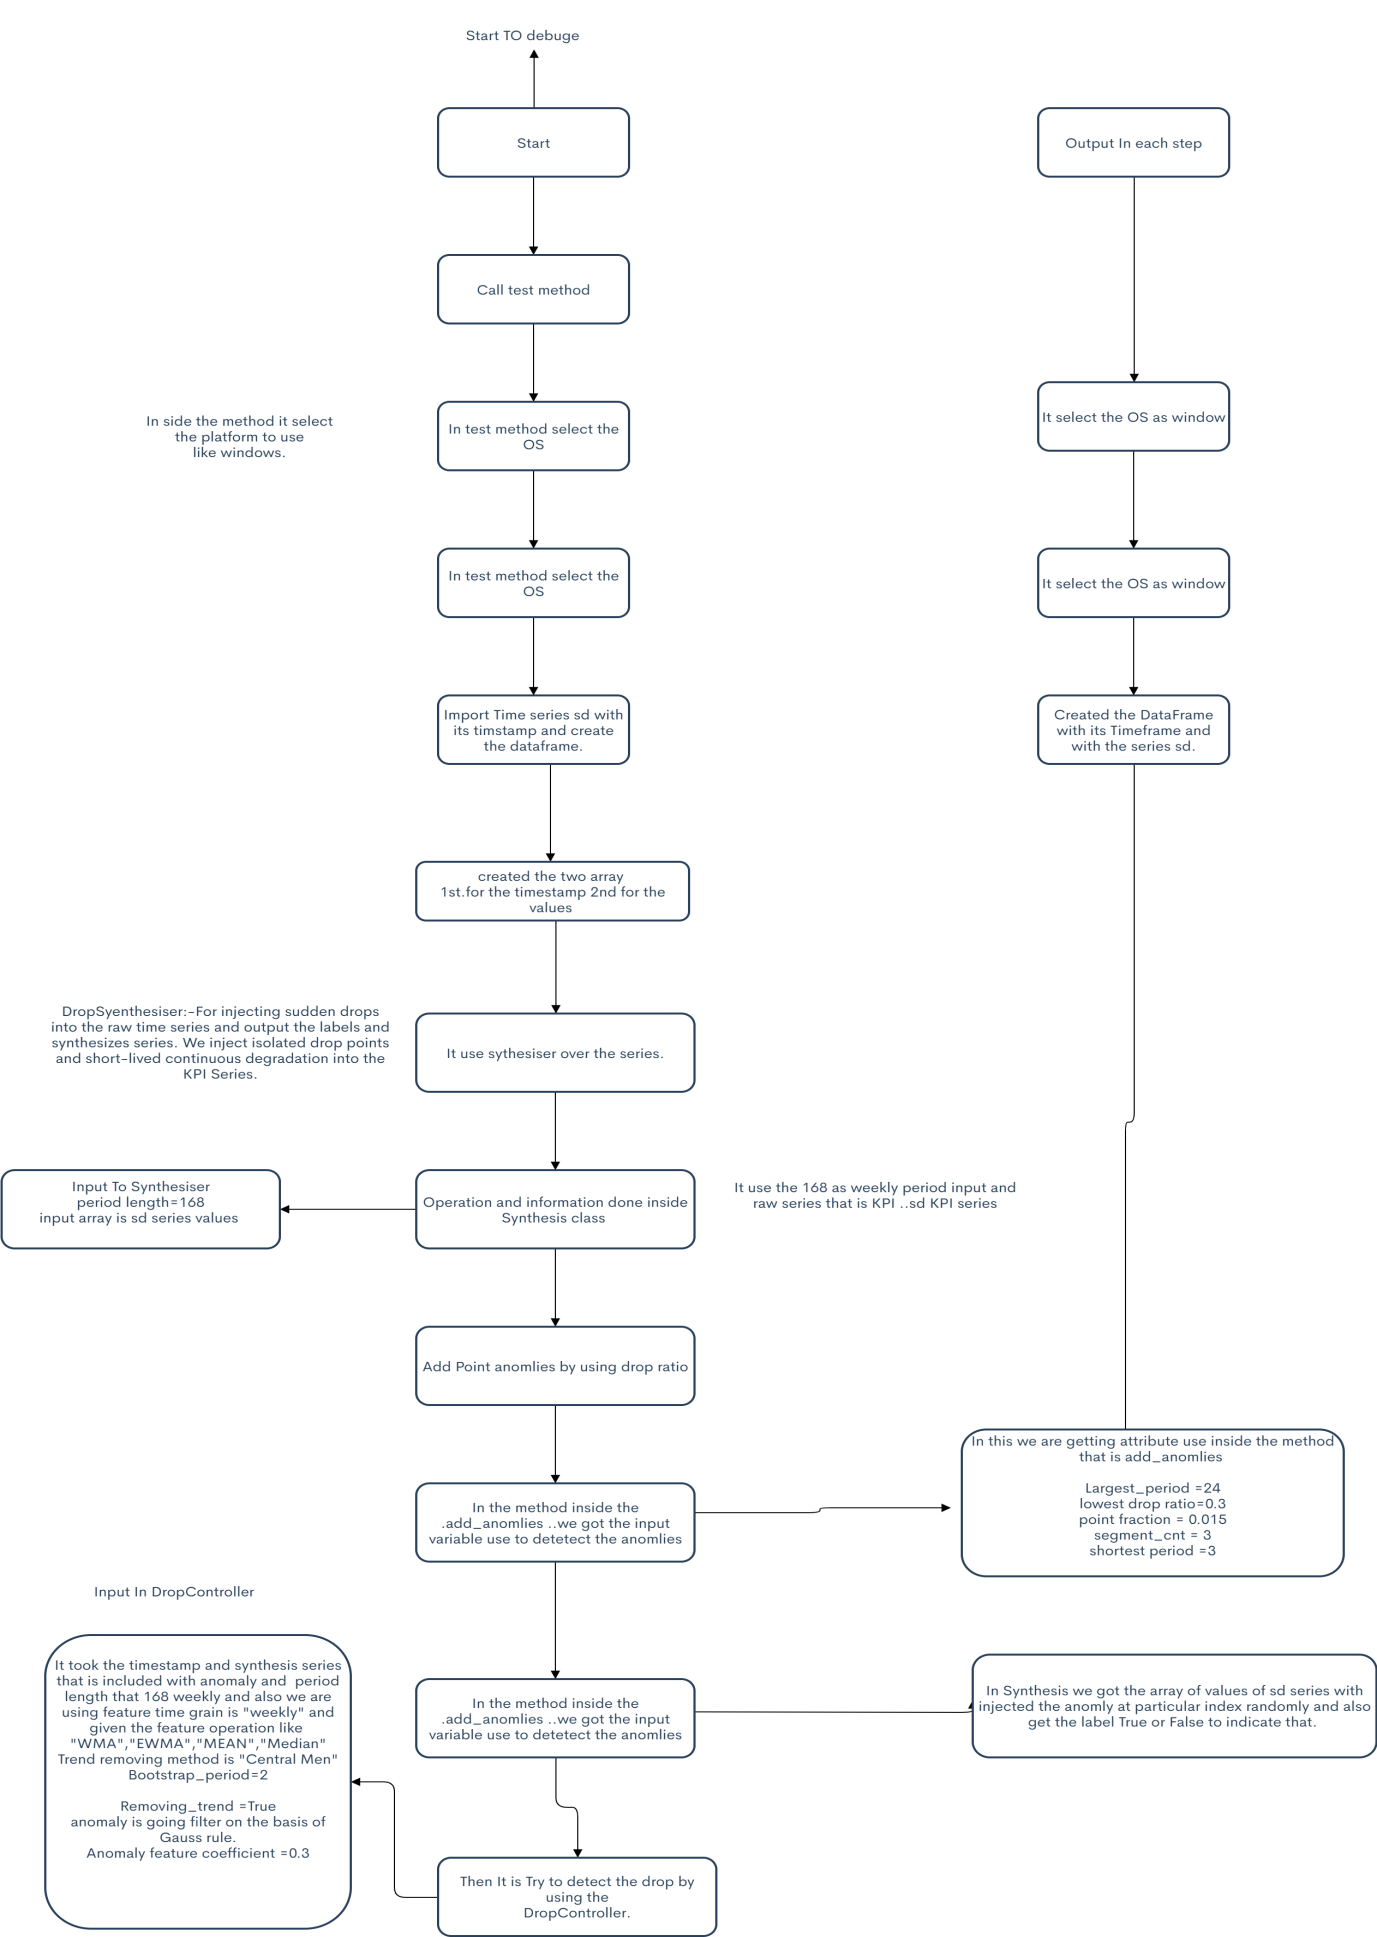 Start TO debuge
Start
Output In each step
Call test method
It select the OS as window
In side the method it select
the platform to use
like windows.
In test method select the
OS
In test method select the
OS
It select the OS as window
Import Time series sd with
its timstamp and create
the dataframe.
Created the DataFrame
with its Timeframe and
with the series sd.
created the two array
1st.for the timestamp 2nd for the
values
DropSyenthesiser:-For injecting sudden drops
into the raw time series and output the labels and
synthesizes series. We inject isolated drop points
and short-lived continuous degradation into the
KPI Series.
It use sythesiser over the series.
Input To Synthesiser
period length=168
input array is sd series values
Operation and information done inside
Synthesis class
It use the 168 as weekly period input and
raw series that is KPI ..sd KPI series
Add Point anomlies by using drop ratio
In the method inside the
.add_anomlies ..we got the input
variable use to detetect the anomlies
In this we are getting attribute use inside the method
that is add_anomlies
Largest_period =24
lowest drop ratio=0.3
point fraction = 0.015
segment_cnt = 3
shortest period =3
Input In DropController
It took the timestamp and synthesis series
that is included with anomaly and  period
length that 168 weekly and also we are
using feature time grain is "weekly" and
given the feature operation like
"WMA","EWMA","MEAN","Median"
Trend removing method is "Central Men"
Bootstrap_period=2
Removing_trend =True
anomaly is going filter on the basis of
Gauss rule.
Anomaly feature coefficient =0.3
In the method inside the
.add_anomlies ..we got the input
variable use to detetect the anomlies
In Synthesis we got the array of values of sd series with
injected the anomly at particular index randomly and also
get the label True or False to indicate that.
Then It is Try to detect the drop by
using the
DropController.